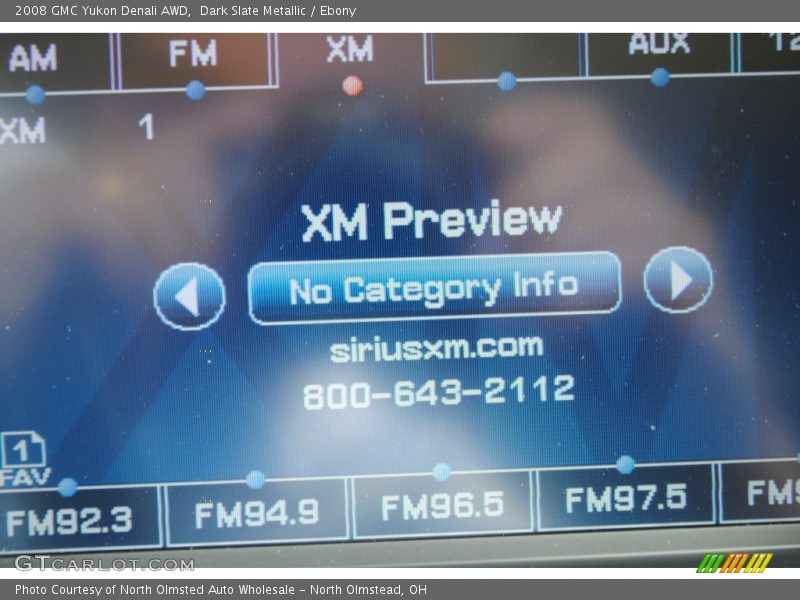 2008 GMC Yukon Denali AWD,  Dark Slate Metallic / Ebony
AM FM XM AUX 12
XM 1
XM Preview
No Category Info
siriusxm.com
800-643-2112
1
FAV
FM92.3 FM94.9 FM96.5 FM97.5 FM9
GTcarlot.com
Photo Courtesy of North Olmsted Auto Wholesale - North Olmstead, OH